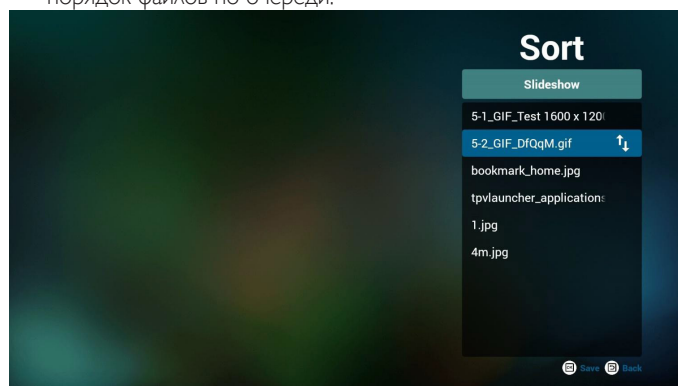 порядок файлов по очереди.
Sort
Slideshow
5-1_GIF_Test 1600 x 120
5-2_GIF_DfQqM.gif
bookmark_home.jpg
tpvlauncher_applications
1.jpg
4m.jpg
Save Back